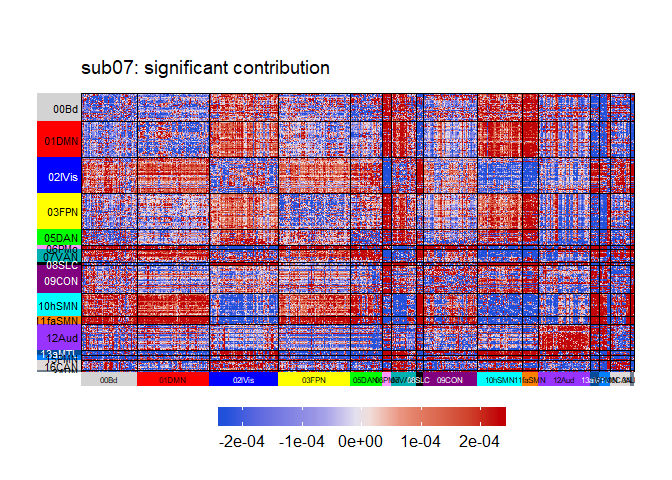 sub07: significant contribution
00Bd
01DMN
02lVis
03FPN
05DAN
07VAN
08SLC
09CON
10hSMN
11faSMN
12Aud
16CAN
00Bd
01DMN
02lVis
03FPN
05DAN
08SLC
09CON
10hSMN
11faSMN
12Aud
-2e-04 -1e-04 0e+00 1e-04 2e-04